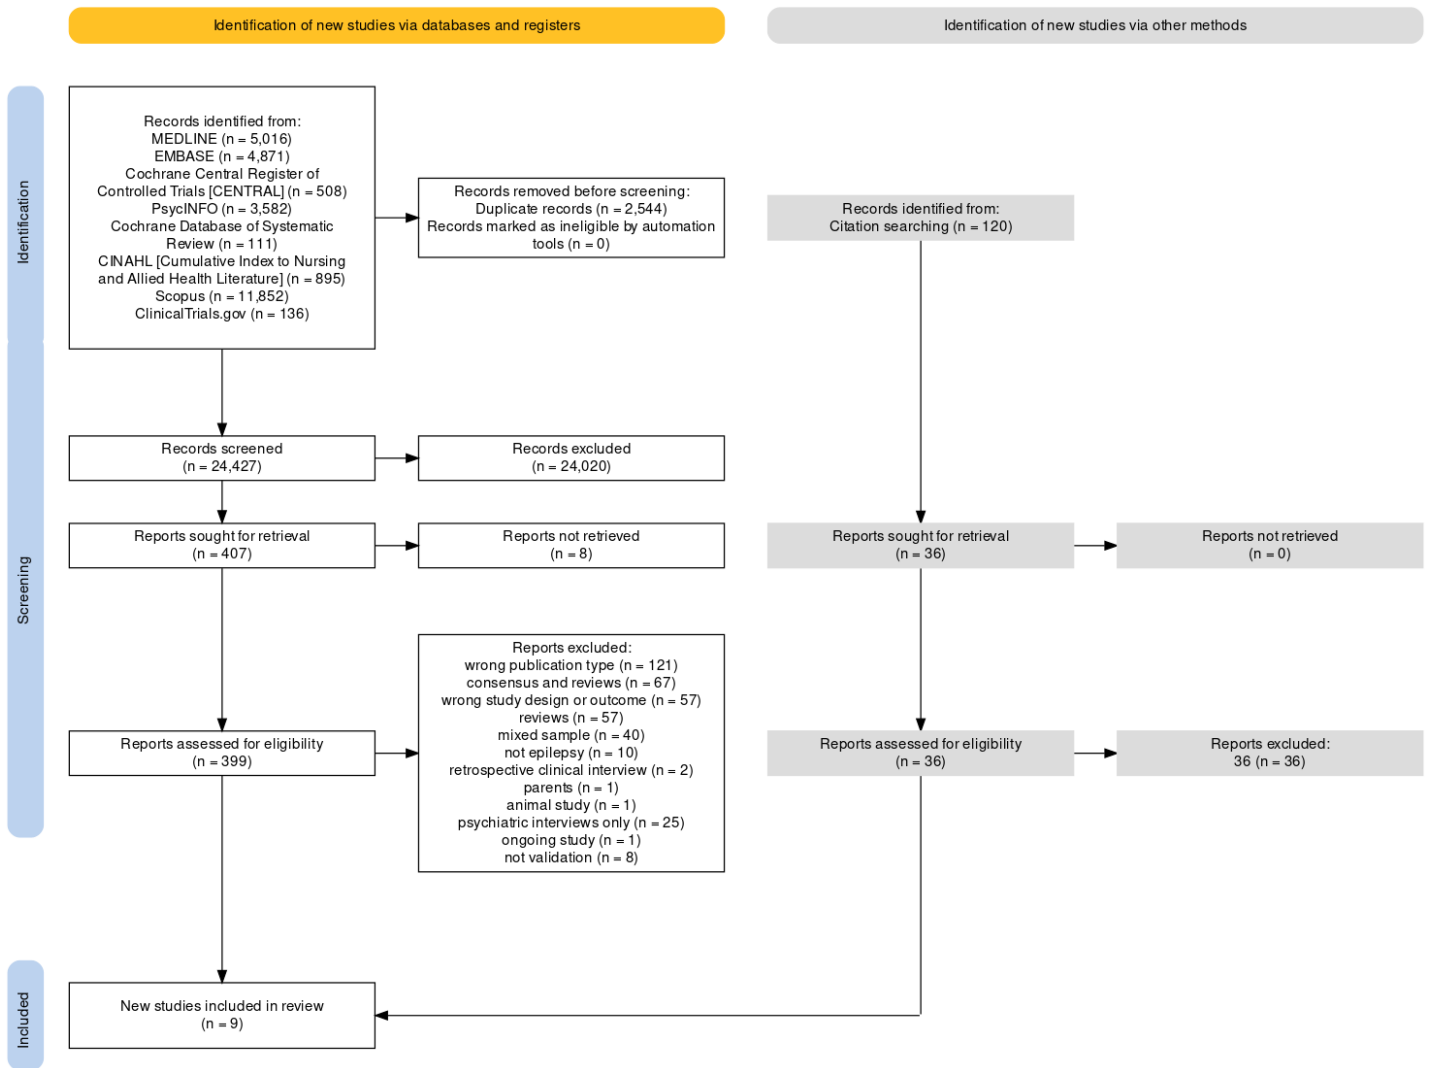 Identification of new studies via databases and registers
Identification of new studies via other methods
Identification
Records identified from:
MEDLINE (n = 5,016)
EMBASE (n = 4,871)
Cochrane Central Register of
Controlled Trials [CENTRAL] (n = 508)
PsycINFO (n = 3,582)
Cochrane Database of Systematic
Review (n = 111)
CINAHL [Cumulative Index to Nursing
and Allied Health Literature] (n = 895)
Scopus (n = 11,852)
ClinicalTrials.gov (n = 136)
Records removed before screening:
Duplicate records (n = 2,544)
Records marked as ineligible by automation
tools (n = 0)
Records identified from:
Citation searching (n = 120)
Screening
Records screened
(n = 24,427)
Records excluded
(n = 24,020)
Reports sought for retrieval
(n = 407)
Reports not retrieved
(n = 8)
Reports sought for retrieval
(n = 36)
Reports not retrieved
(n = 0)
Reports assessed for eligibility
(n = 399)
Reports excluded:
wrong publication type (n = 121)
consensus and reviews (n = 67)
wrong study design or outcome (n = 57)
reviews (n = 57)
mixed sample (n = 40)
not epilepsy (n = 10)
retrospective clinical interview (n = 2)
parents (n = 1)
animal study (n = 1)
psychiatric interviews only (n = 25)
ongoing study (n = 1)
not validation (n = 8)
Reports assessed for eligibility
(n = 36)
Reports excluded:
36 (n = 36)
Included
New studies included in review
(n = 9)